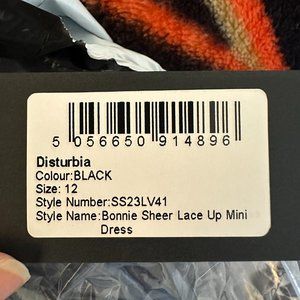 5 056650 914896
Disturbia
Colour:BLACK
Size: 12
Style Number:SS23LV41
Style Name:Bonnie Sheer Lace Up Mini
Dress